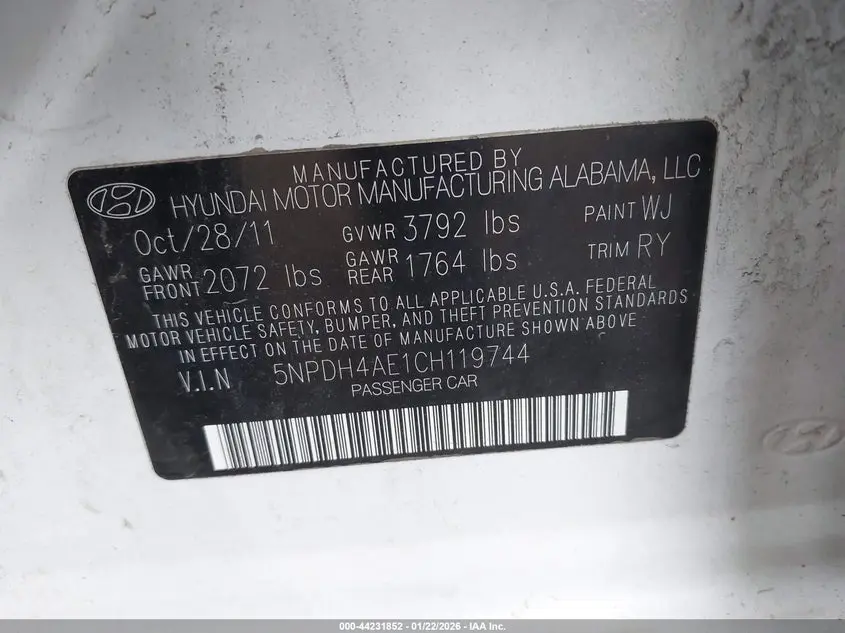 MANUFACTURED BY
HYUNDAI MOTOR MANUFACTURING ALABAMA, LLC
Oct/28/11 GVWR 3792 lbs PAINT WJ
GAWR FRONT 2072 lbs GAWR REAR 1764 lbs TRIM RY
THIS VEHICLE CONFORMS TO ALL APPLICABLE U.S.A. FEDERAL
MOTOR VEHICLE SAFETY, BUMPER, AND THEFT PREVENTION STANDARDS
IN EFFECT ON THE DATE OF MANUFACTURE SHOWN ABOVE
V.I.N 5NPDH4AE1CH119744
PASSENGER CAR
000-44231852 - 01/22/2026 - IAA Inc.